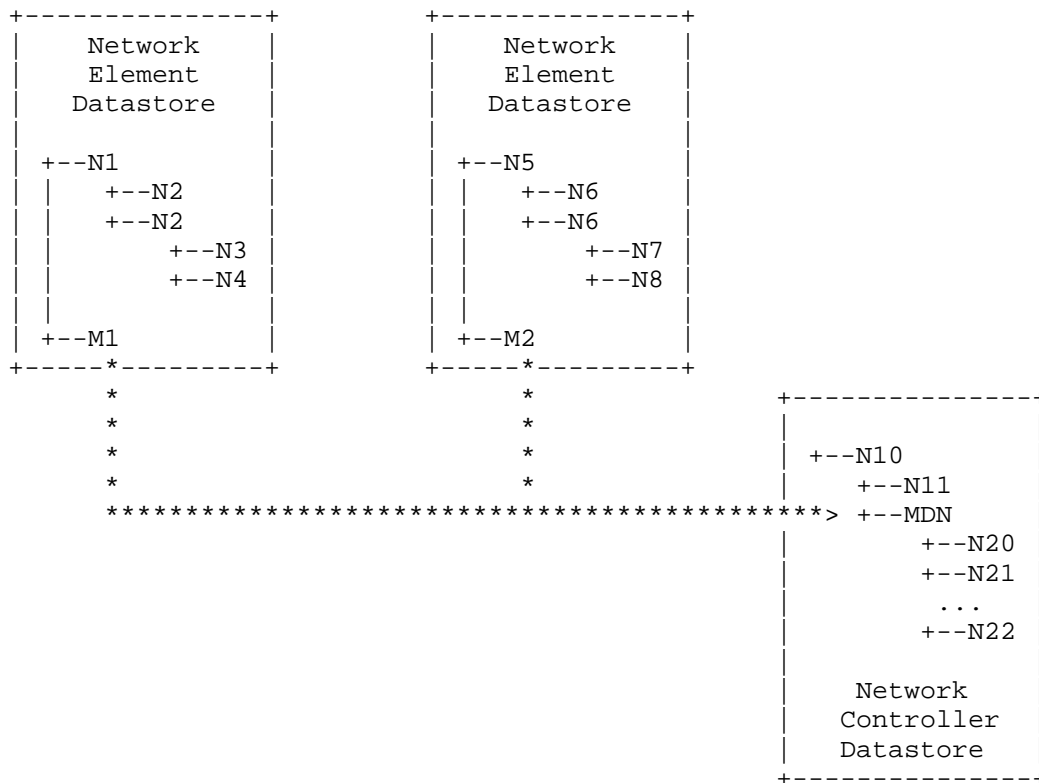 Network Network
Element Element
Datastore Datastore
+--N1 +--N5
+--N2 +--N6
+--N2 +--N6
+--N3 +--N7
+--N4 +--N8
+--M1 +--M2
+--N10
+--N11
+--MDN
+--N20
+--N21
...
+--N22
Network
Controller
Datastore